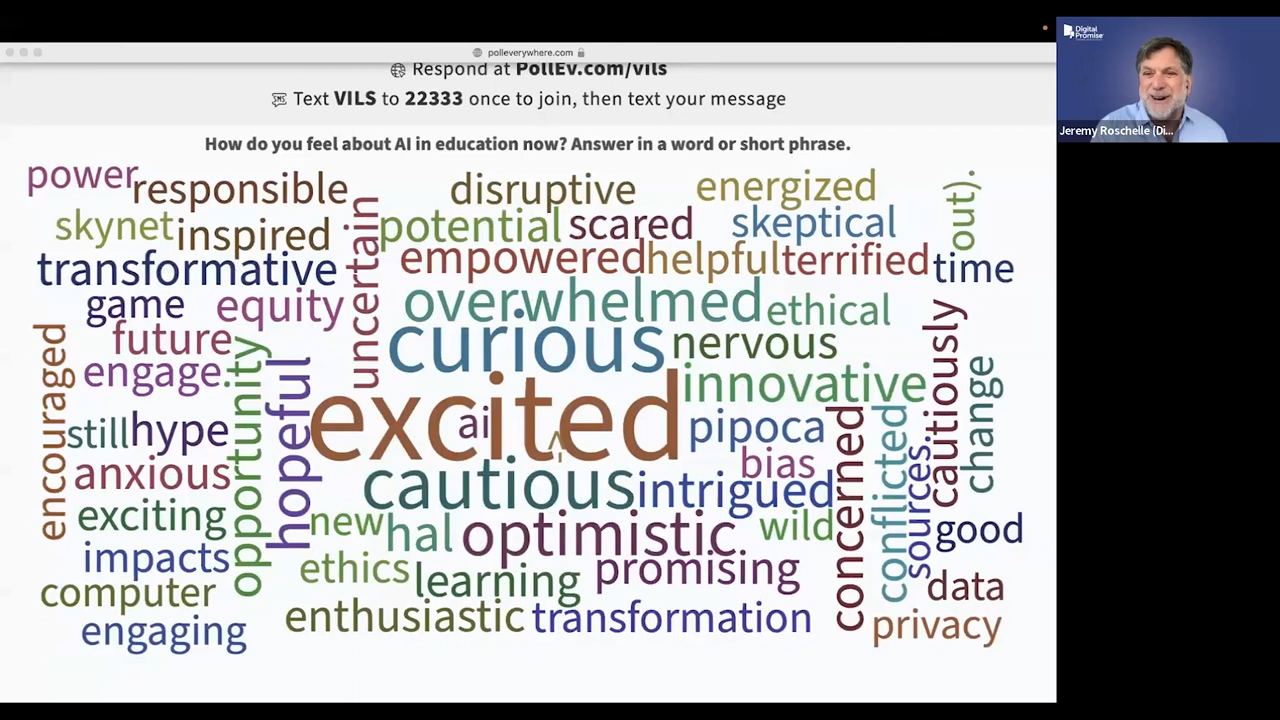 polleverywhere.com
Respond at PollEv.com/vils
Text VILS to 22333 once to join, then text your message
How do you feel about AI in education now? Answer in a word or short phrase.
power
responsible
disruptive
energized
out).
skynet
inspired
uncertain
potential
scared
skeptical
transformative
empowered
helpful
terrified
time
game
equity
overwhelmed
ethical
future
curious
nervous
cautiously
encouraged
engage
opportunity
hopeful
excited
ai
innovative
change
still
hype
pipoca
concerned
conflicted
anxious
cautious
intrigued
bias
sources.
exciting
new
hal
optimistic.
wild
good
impacts
ethics
learning
promising
data
computer
enthusiastic
transformation
privacy
engaging
Digital
Promise
Jeremy Roschelle (Di...